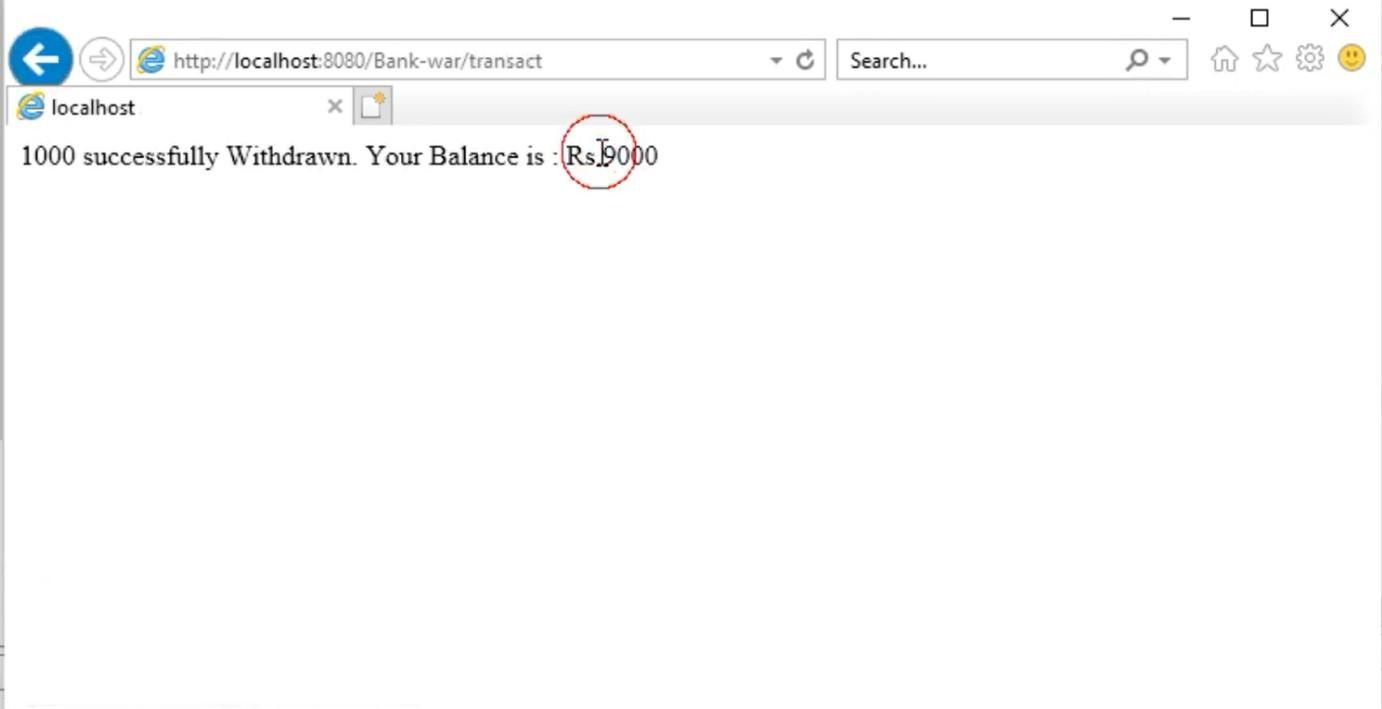 http://localhost:8080/Bank-war/transact
Search...
localhost
1000 successfully Withdrawn. Your Balance is : Rs.9000